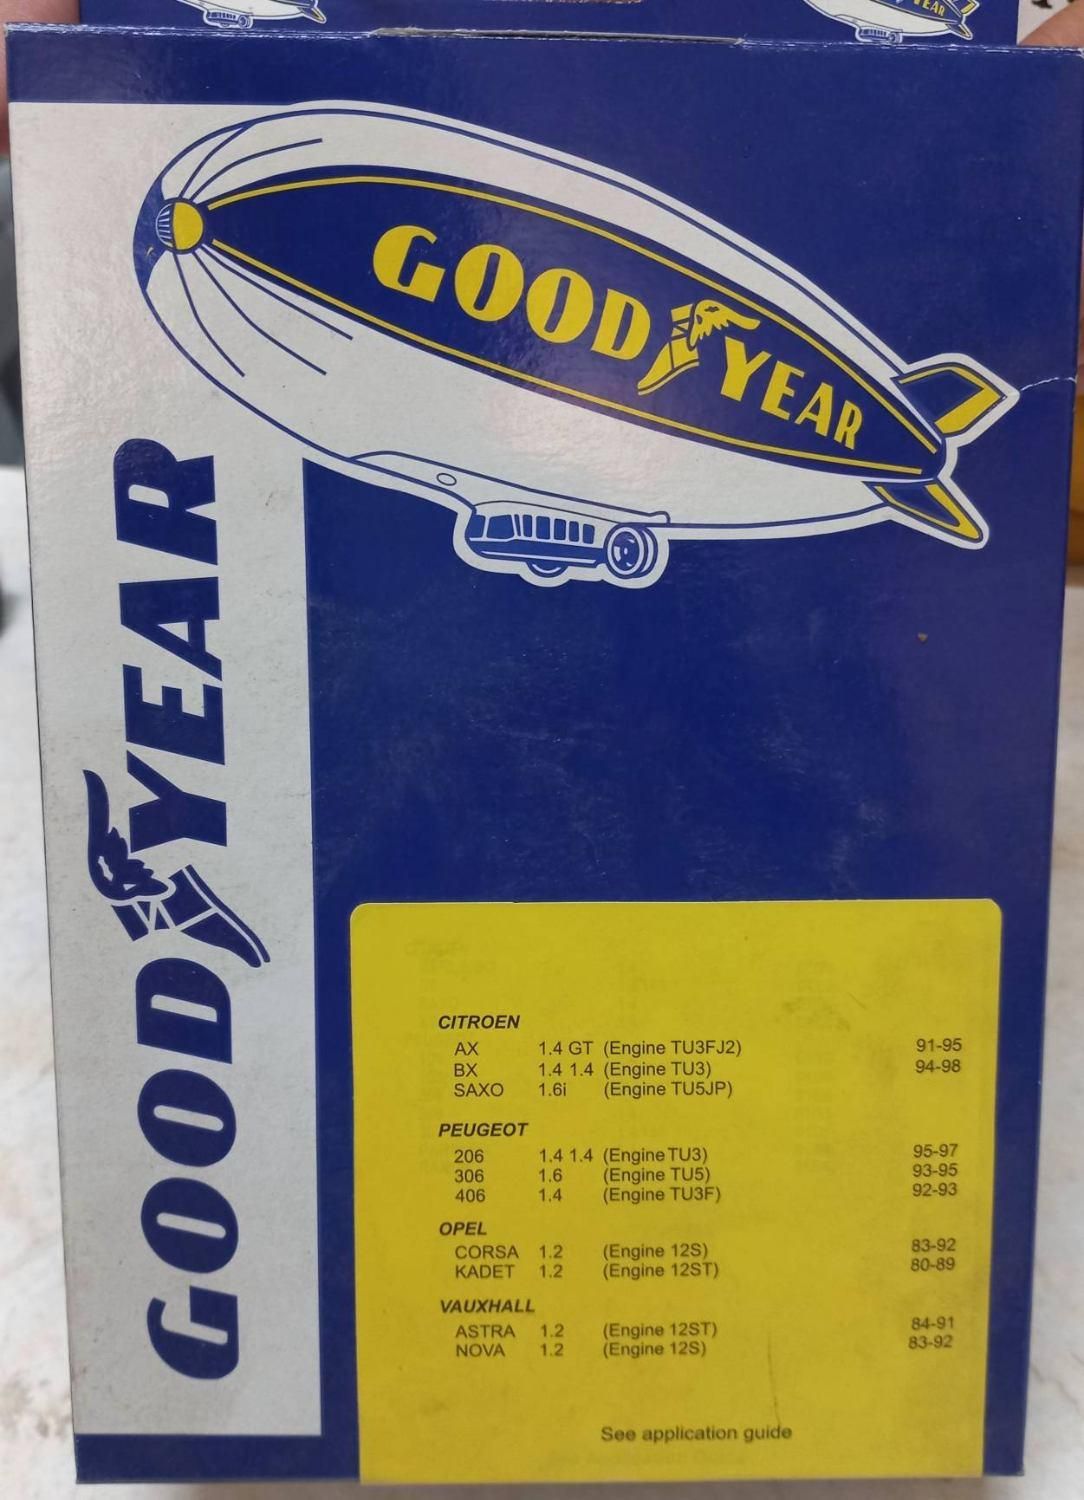 YEAR
GOODYEAR
GOODYEAR
CITROEN
AX 1.4 GT (Engine TU3FJ2) 91-95
BX 1.4 1.4 (Engine TU3) 94-98
SAXO 1.6i (Engine TU5JP)
PEUGEOT
206 1.4 1.4 (Engine TU3) 95-97
306 1.6 (Engine TU5) 93-95
406 1.4 (Engine TU3F) 92-93
OPEL
CORSA 1.2 (Engine 12S) 83-92
KADET 1.2 (Engine 12ST) 80-89
VAUXHALL
ASTRA 1.2 (Engine 12ST) 84-91
NOVA 1.2 (Engine 12S) 83-92
See application guide